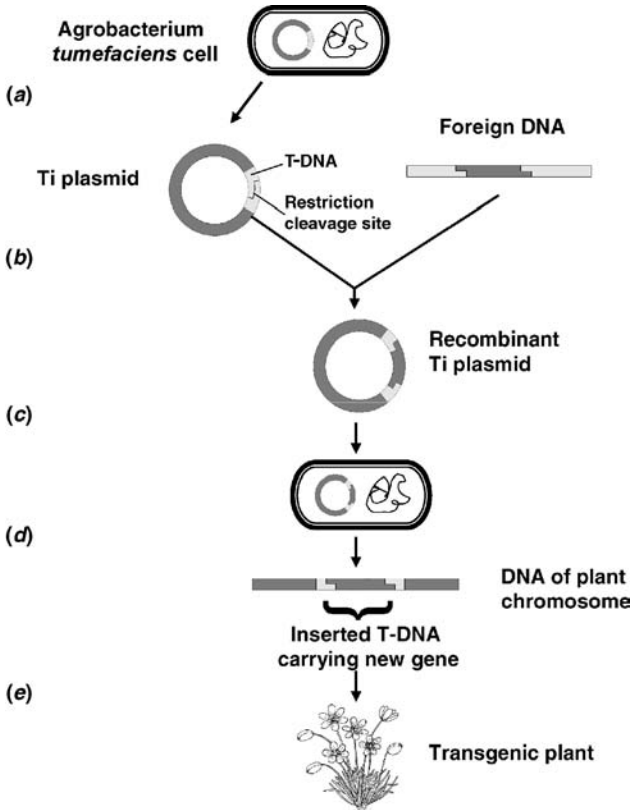 Agrobacterium
tumefaciens cell
(a)
Foreign DNA
Ti plasmid
T-DNA
Restriction
cleavage site
(b)
Recombinant
Ti plasmid
(c)
(d)
DNA of plant
chromosome
Inserted T-DNA
carrying new gene
(e)
Transgenic plant